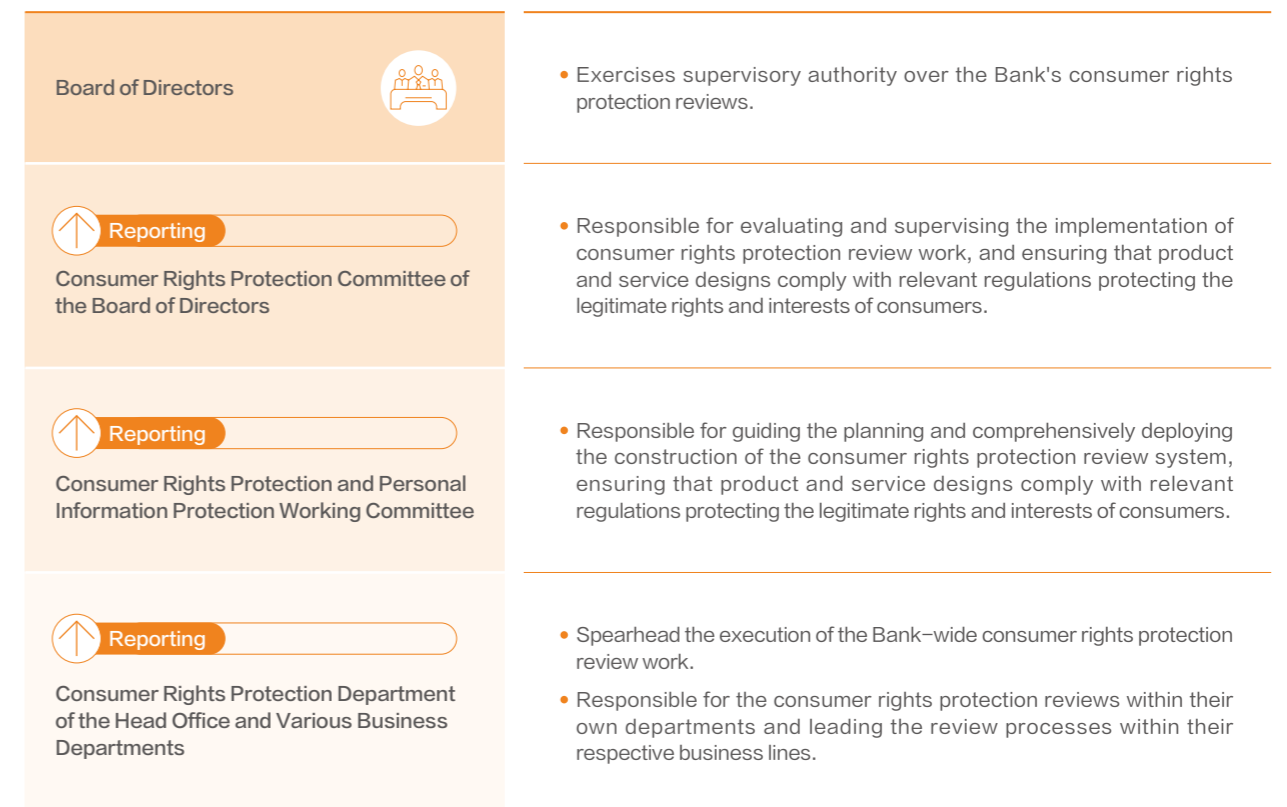 Board of Directors
• Exercises supervisory authority over the Bank's consumer rights
protection reviews.
Reporting
Consumer Rights Protection Committee of
the Board of Directors
• Responsible for evaluating and supervising the implementation of
consumer rights protection review work, and ensuring that product
and service designs comply with relevant regulations protecting the
legitimate rights and interests of consumers.
Reporting
Consumer Rights Protection and Personal
Information Protection Working Committee
• Responsible for guiding the planning and comprehensively deploying
the construction of the consumer rights protection review system,
ensuring that product and service designs comply with relevant
regulations protecting the legitimate rights and interests of consumers.
Reporting
Consumer Rights Protection Department
of the Head Office and Various Business
Departments
• Spearhead the execution of the Bank-wide consumer rights protection
review work.
• Responsible for the consumer rights protection reviews within their
own departments and leading the review processes within their
respective business lines.